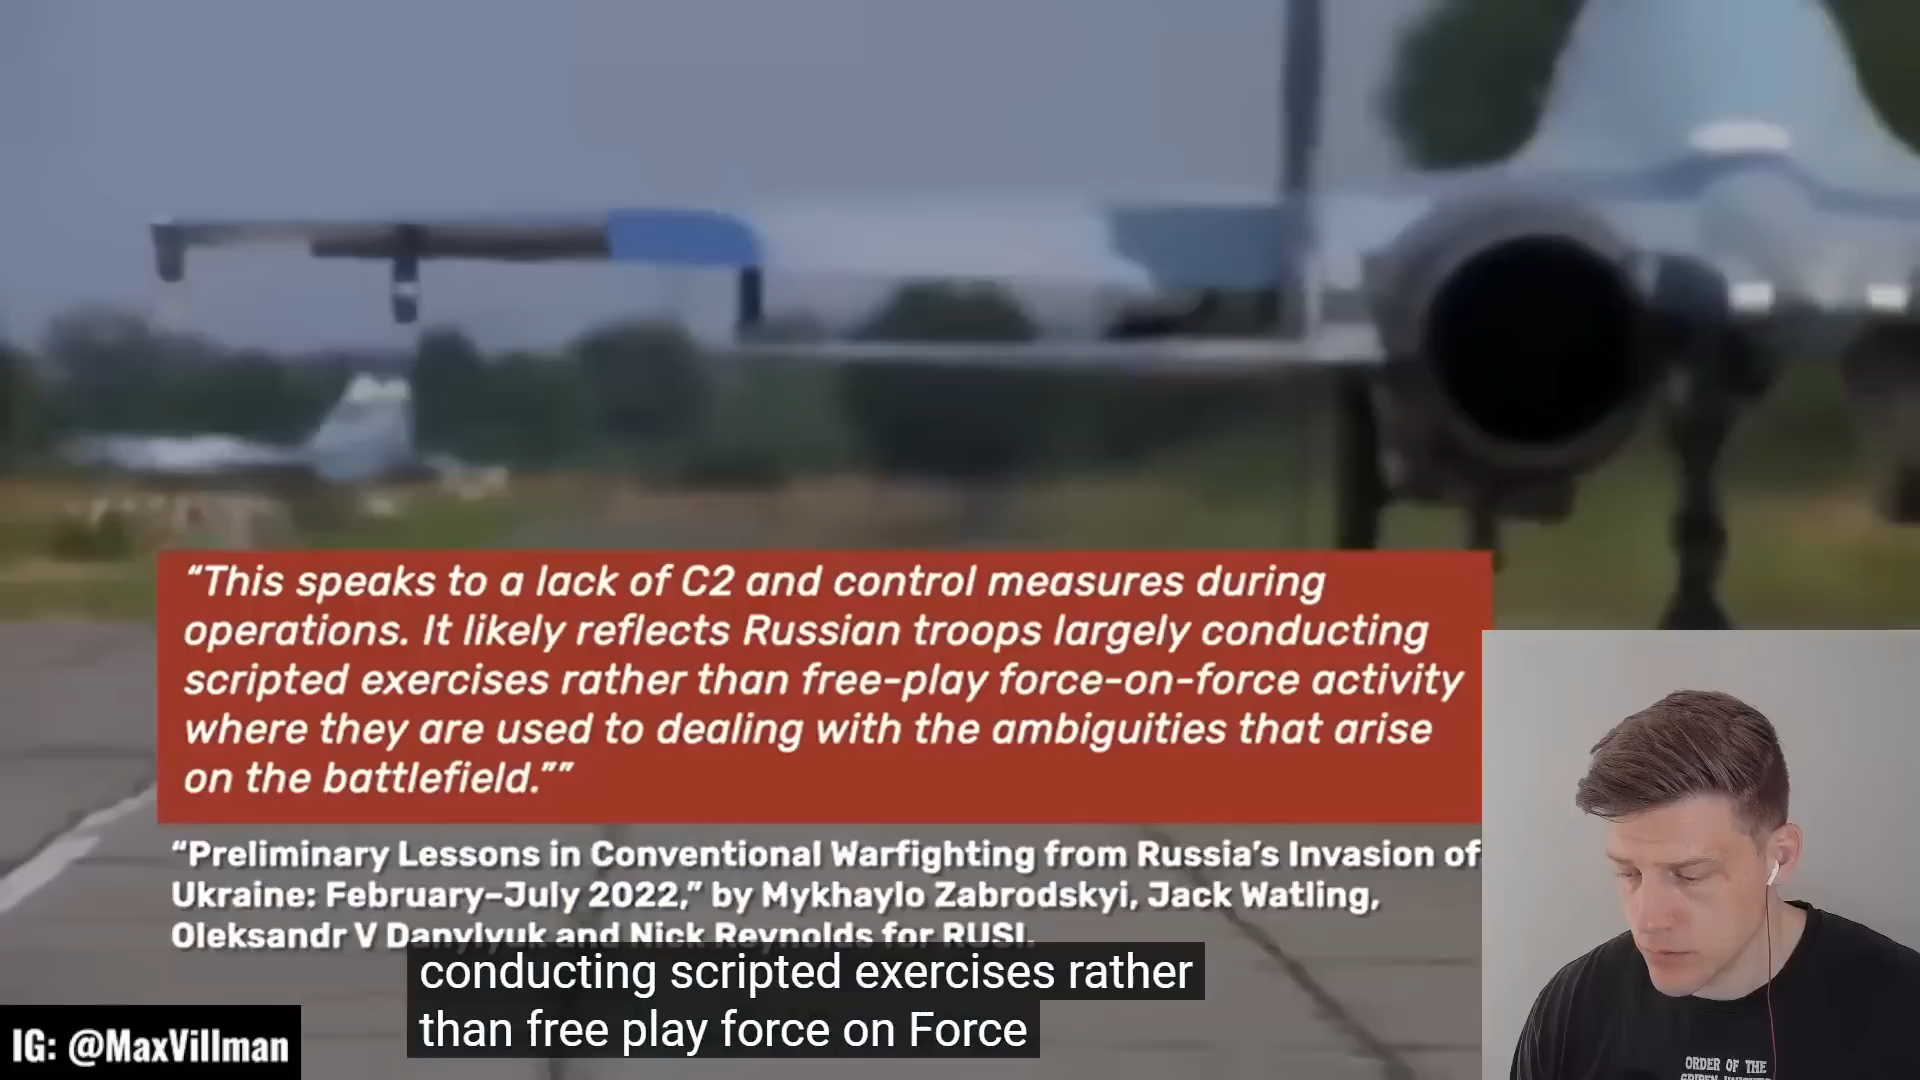 “This speaks to a lack of C2 and control measures during
operations. It likely reflects Russian troops largely conducting
scripted exercises rather than free-play force-on-force activity
where they are used to dealing with the ambiguities that arise
on the battlefield.””
“Preliminary Lessons in Conventional Warfighting from Russia’s Invasion of
Ukraine: February–July 2022,” by Mykhaylo Zabrodskyi, Jack Watling,
Oleksandr V Danylyuk and Nick Reynolds for RUSI.
conducting scripted exercises rather
than free play force on Force
IG: @MaxVillman
ORDER OF THE